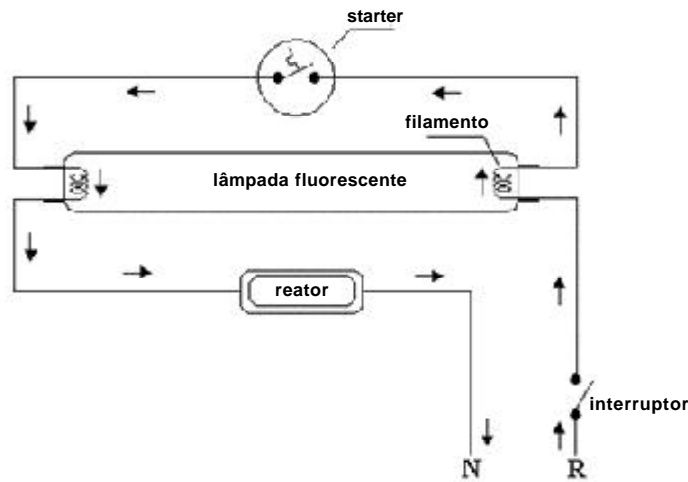 starter
filamento
lâmpada fluorescente
reator
interruptor
N R